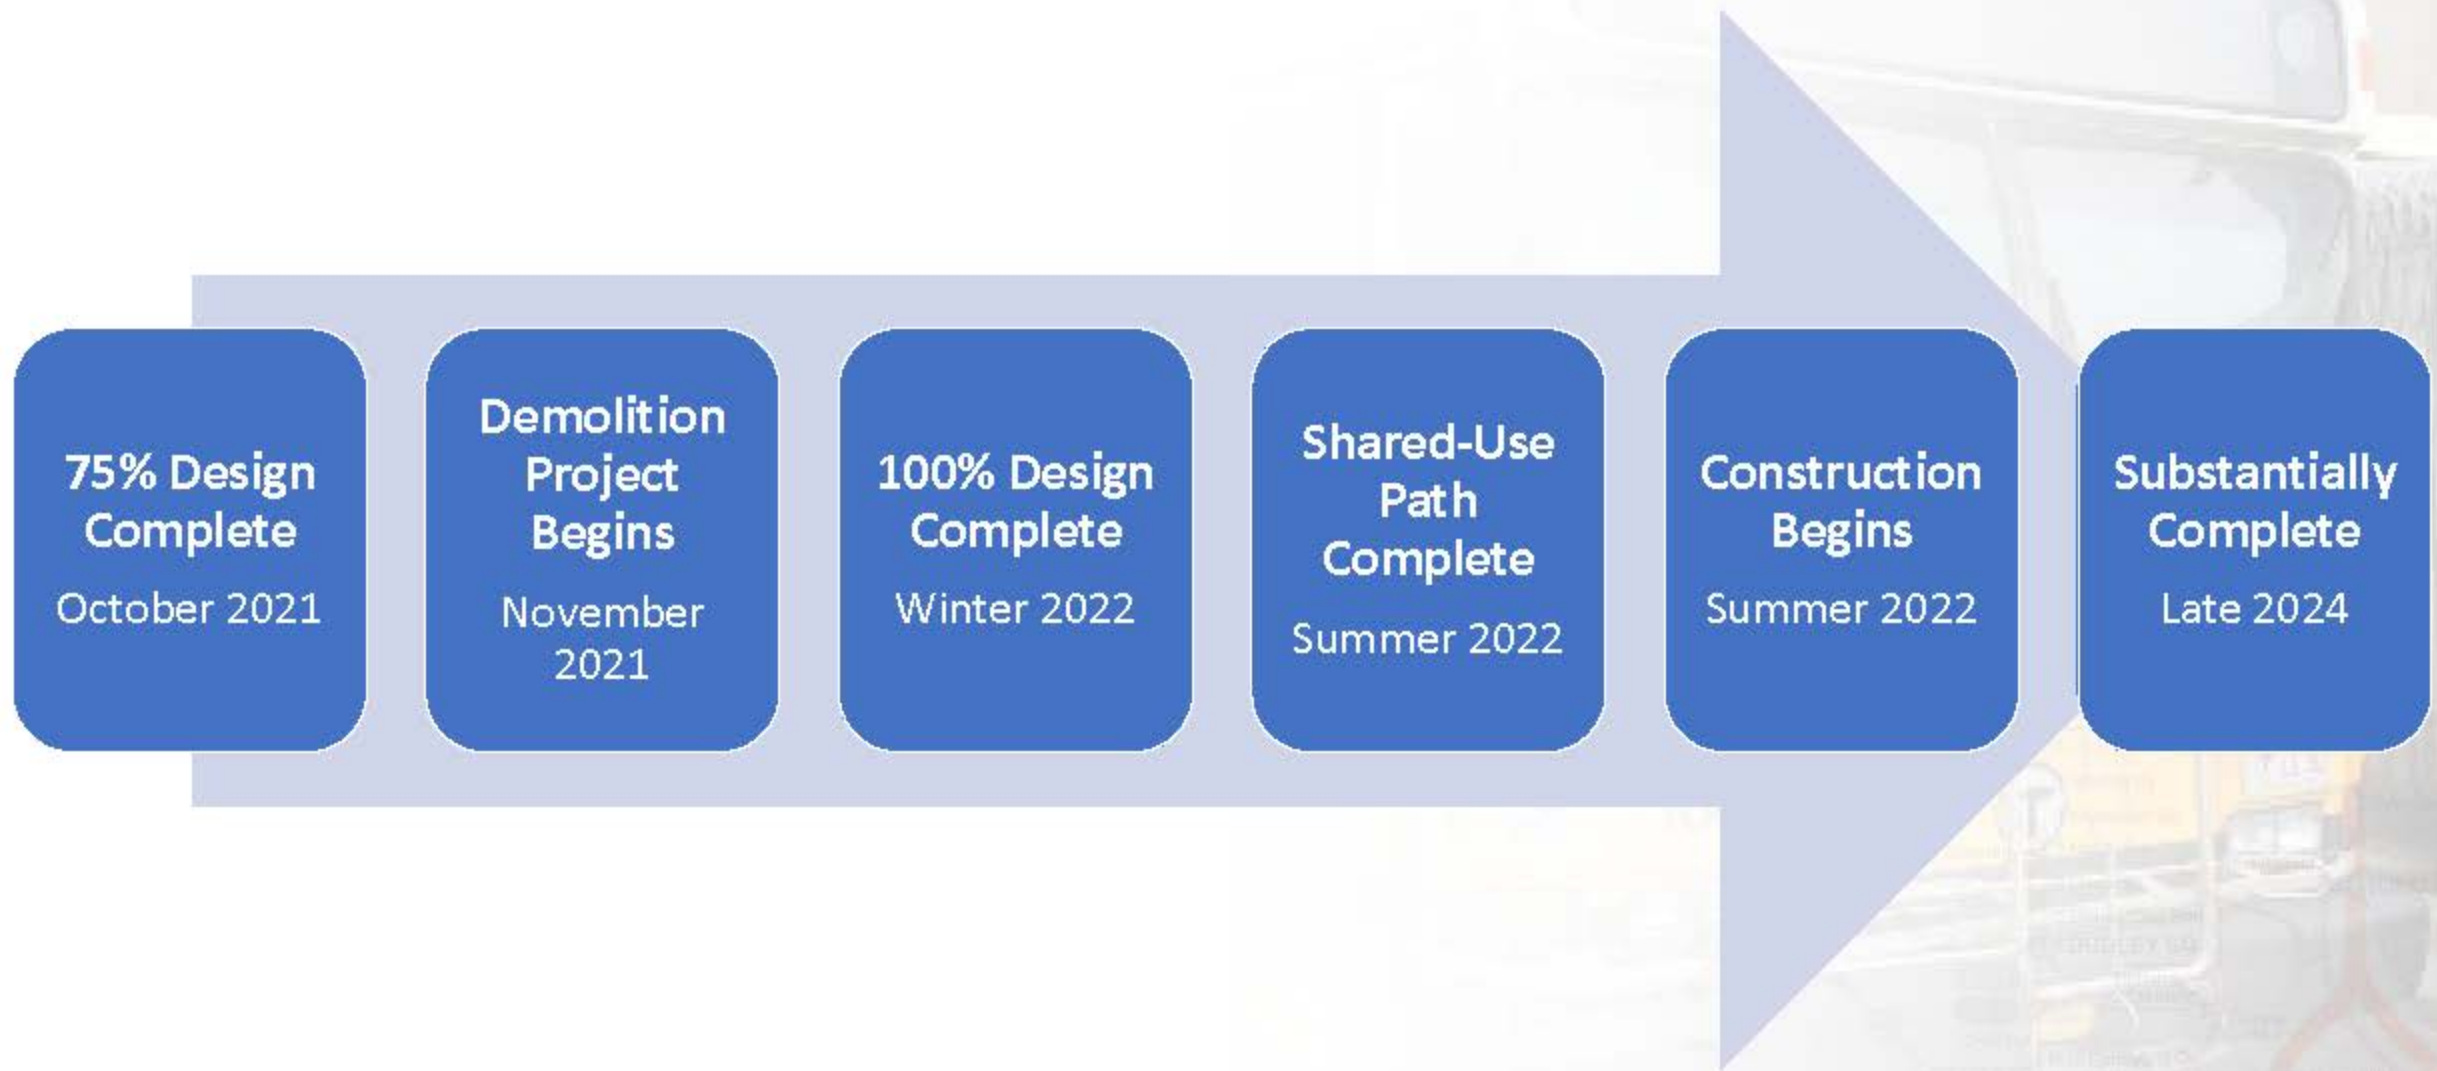 75% Design
Complete
October 2021
Demolition
Project
Begins
November
2021
100% Design
Complete
Winter 2022
Shared-Use
Path
Complete
Summer 2022
Construction
Begins
Summer 2022
Substantially
Complete
Late 2024
T